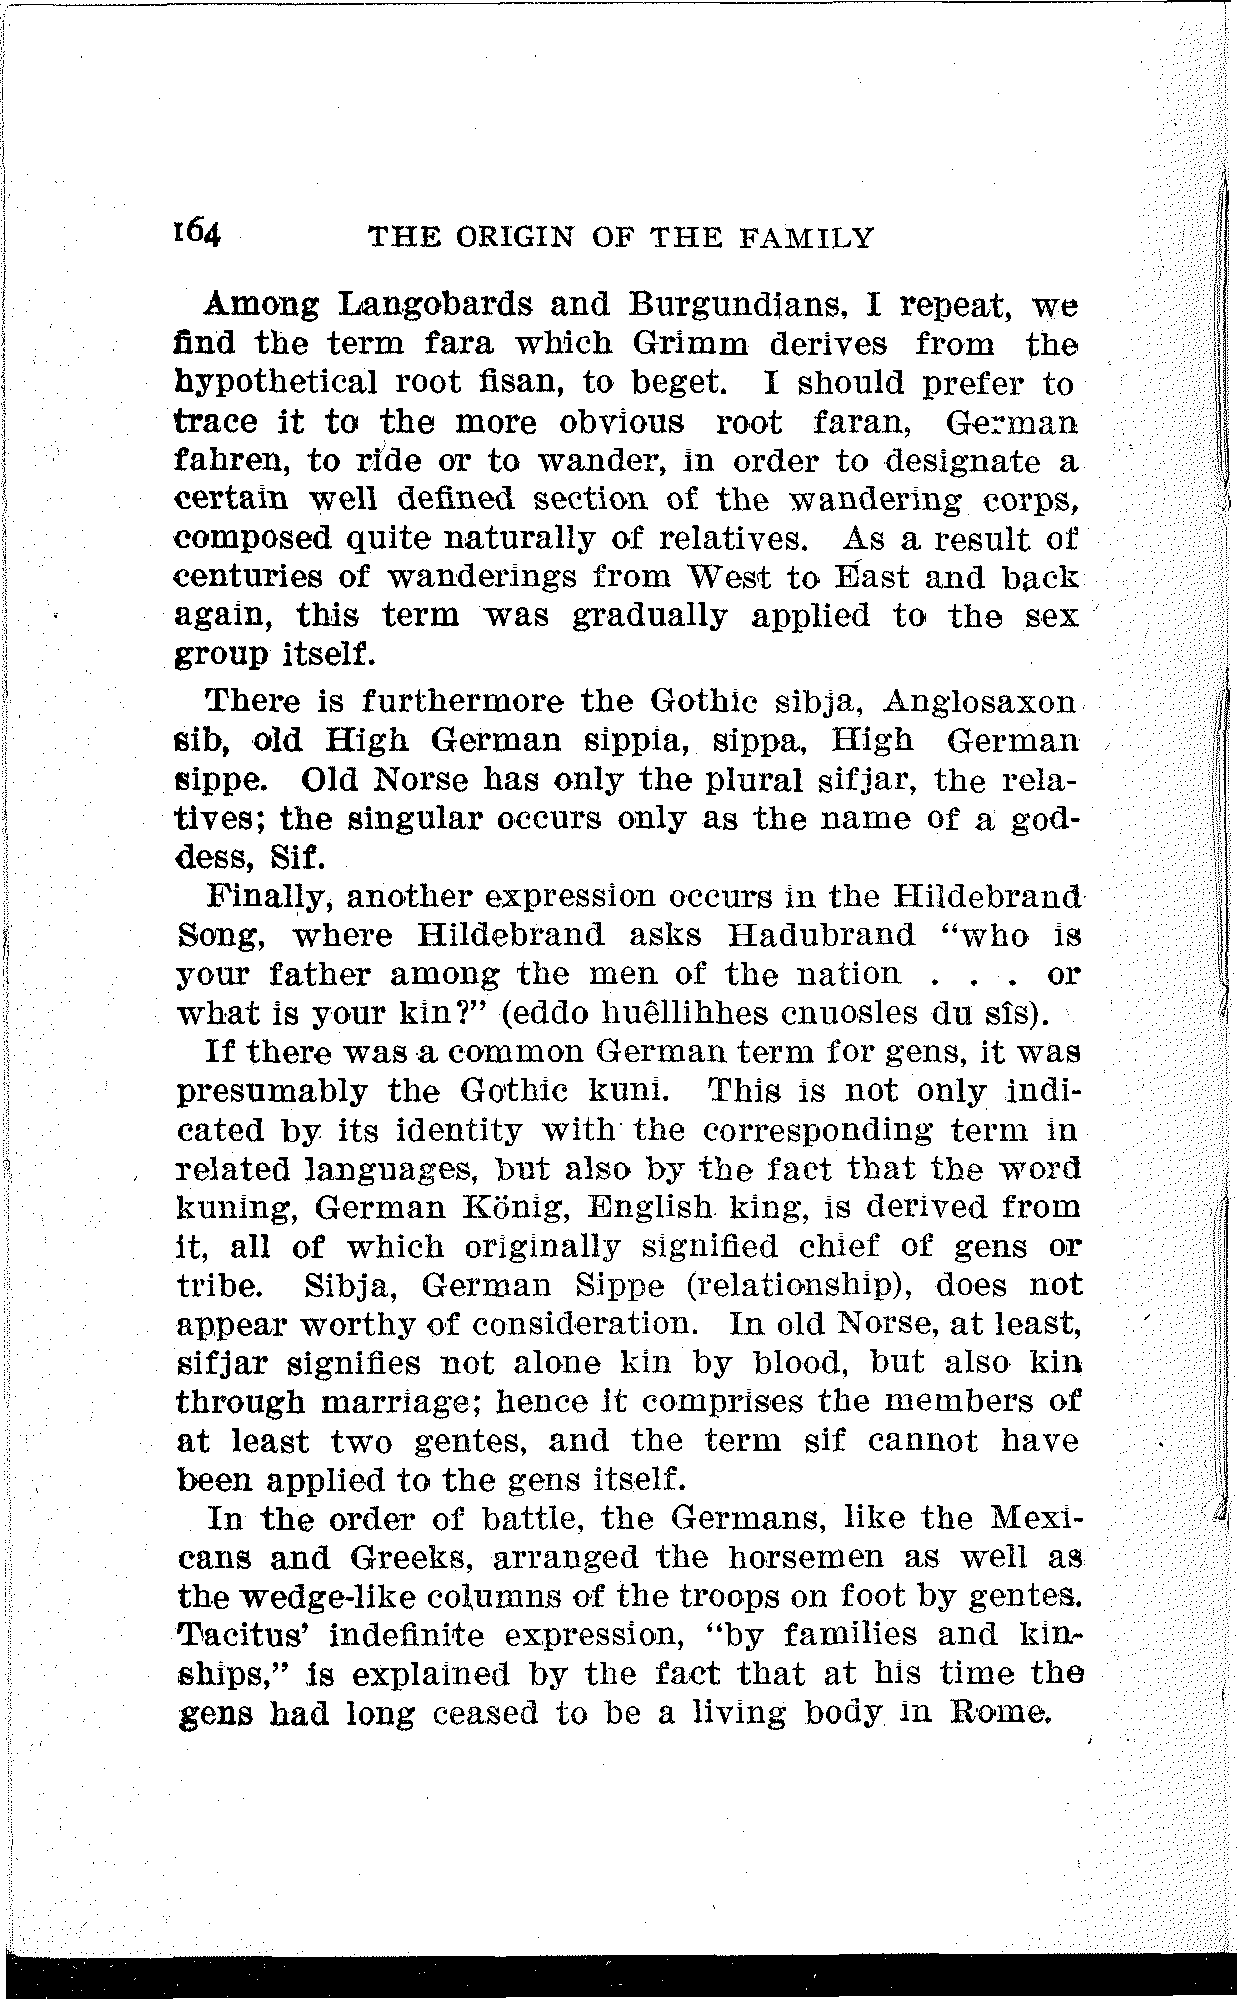 164 THE ORIGIN OF THE FAMILY
Among Langobards and Burgundians, I repeat, we
find the term fara which Grimm derives from the
hypothetical root fisan, to beget. I should prefer to
trace it to the more obvious root faran, German
fahren, to ride or to wander, in order to designate a
certain well defined section of the wandering corps,
composed quite naturally of relatives. As a result of
centuries of wanderings from West to East and back
again, this term was gradually applied to the sex
group itself.
There is furthermore the Gothic sibja, Anglosaxon
sib, old High German sippia, sippa, High German
sippe. Old Norse has only the plural sifjar, the rela-
tives; the singular occurs only as the name of a god-
dess, Sif.
Finally, another expression occurs in the Hildebrand
Song, where Hildebrand asks Hadubrand “who is
your father among the men of the nation . . . or
what is your kin?” (eddo huêllihhes cnuosles du sîs).
If there was a common German term for gens, it was
presumably the Gothic kuni. This is not only indi-
cated by its identity with the corresponding term in
related languages, but also by the fact that the word
kuning, German König, English king, is derived from
it, all of which originally signified chief of gens or
tribe. Sibja, German Sippe (relationship), does not
appear worthy of consideration. In old Norse, at least,
sifjar signifies not alone kin by blood, but also kin
through marriage; hence it comprises the members of
at least two gentes, and the term sif cannot have
been applied to the gens itself.
In the order of battle, the Germans, like the Mexi-
cans and Greeks, arranged the horsemen as well as
the wedge-like columns of the troops on foot by gentes.
Tacitus’ indefinite expression, “by families and kin-
ships,” is explained by the fact that at his time the
gens had long ceased to be a living body in Rome.